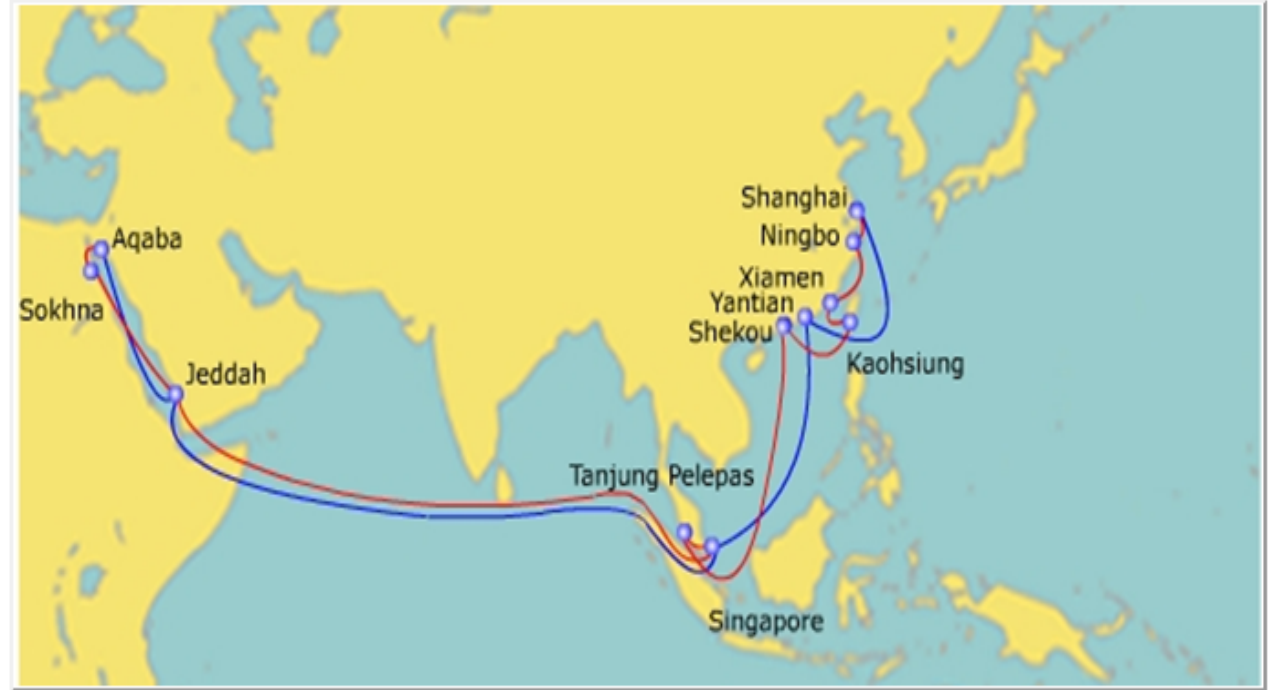 Shanghai
Aqaba
Ningbo
Xiamen
Yantian
Sokhna
Shekou
Kaohsiung
Jeddah
Tanjung Pelepas
Singapore